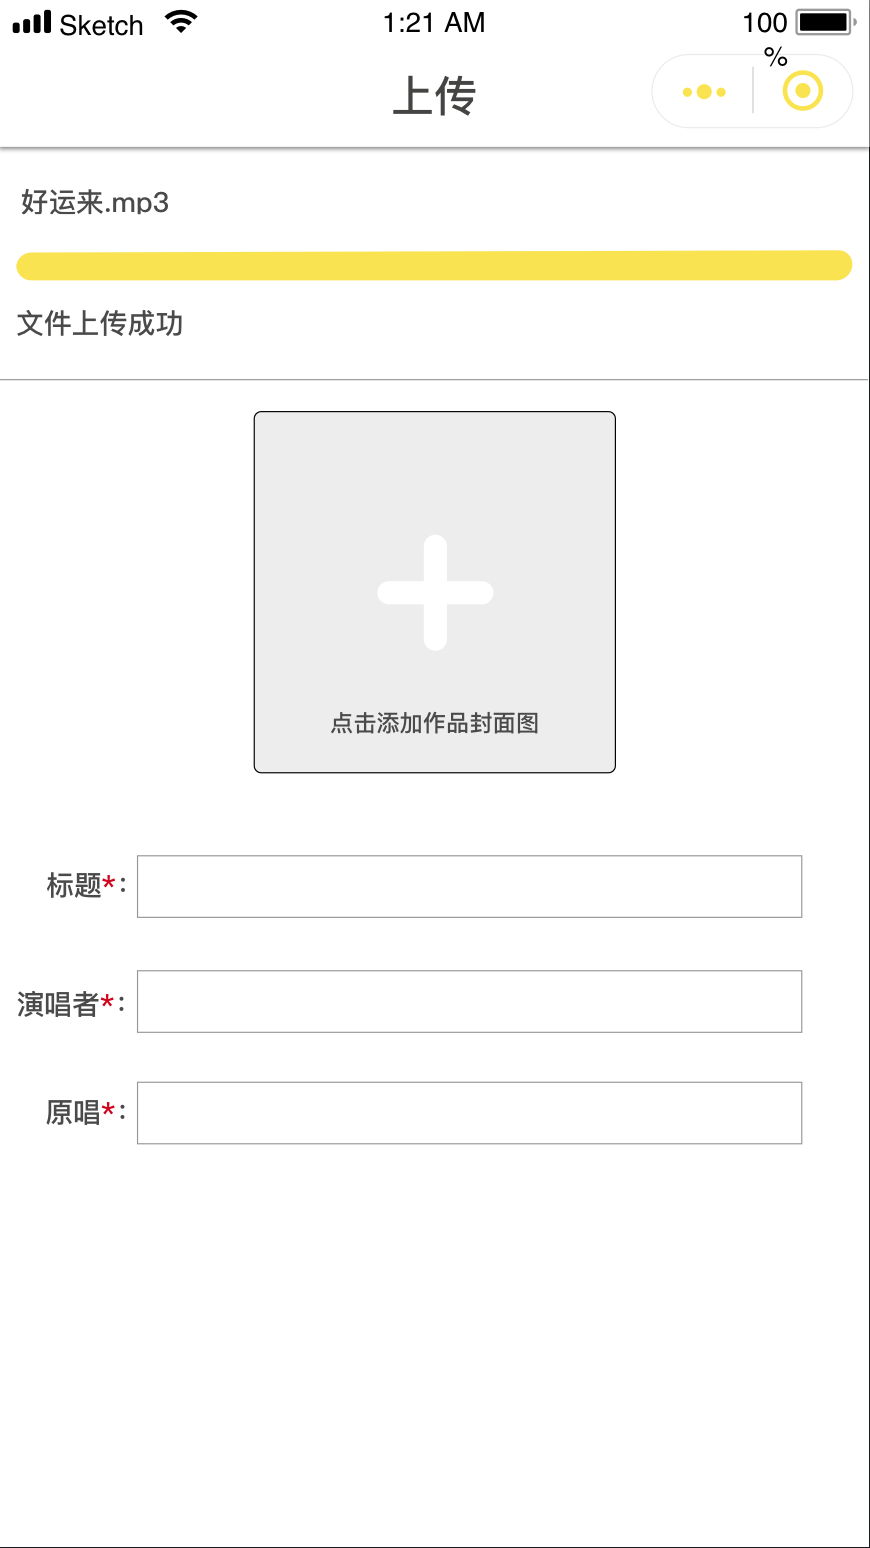 Sketch 1:21 AM 100
%
上传
好运来.mp3
文件上传成功
点击添加作品封面图
标题*：
演唱者*：
原唱*：